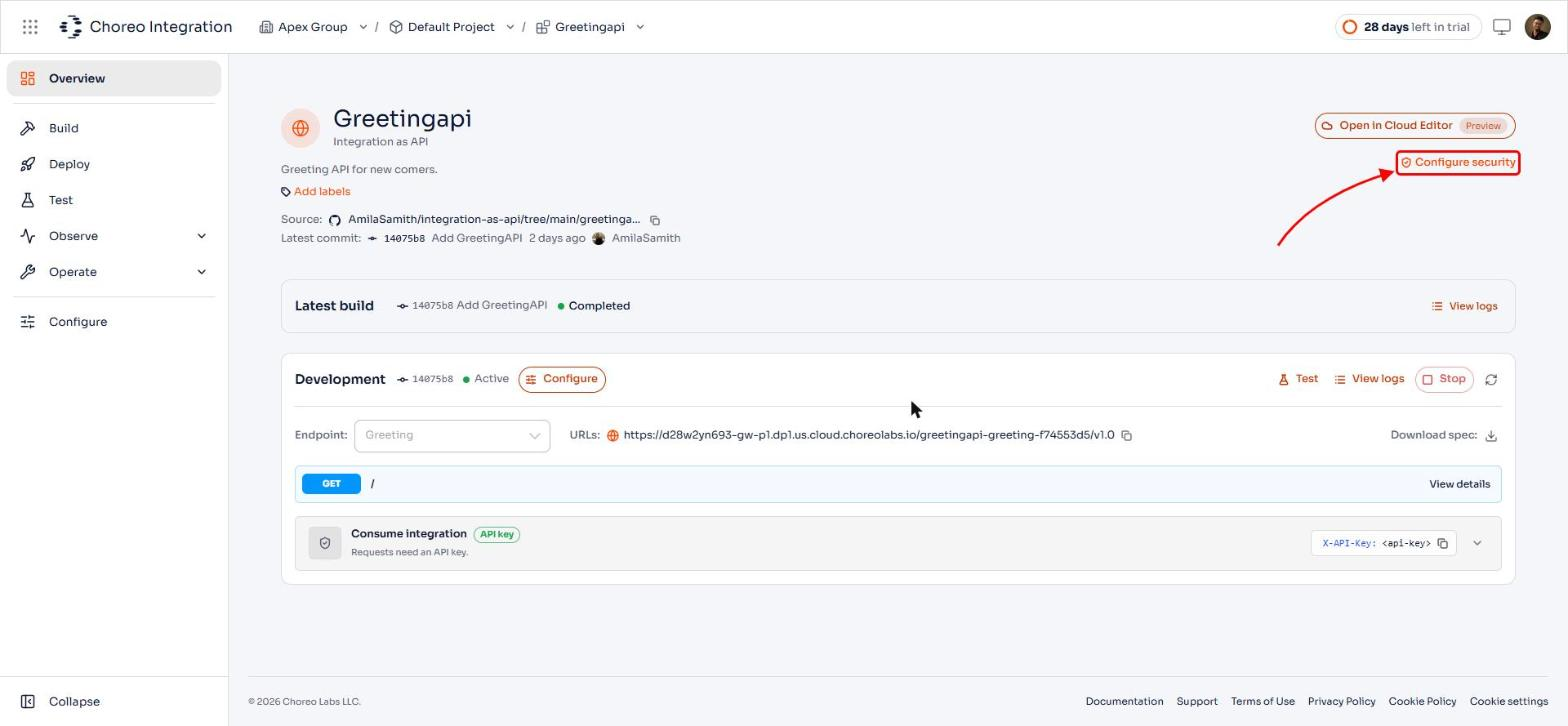 Choreo Integration
Apex Group / Default Project / Greetingapi
28 days left in trial
Overview
Build
Deploy
Test
Observe
Operate
Configure
Collapse
Greetingapi
Integration as API
Open in Cloud Editor Preview
Configure security
Greeting API for new comers.
Add labels
Source: AmilaSamith/integration-as-api/tree/main/greetinga...
Latest commit: 14075b8 Add GreetingAPI 2 days ago AmilaSamith
Latest build 14075b8 Add GreetingAPI Completed View logs
Development 14075b8 Active Configure Test View logs Stop
Endpoint: Greeting URLs: https://d28w2yn693-gw-p1.dp1.us.cloud.choreolabs.io/greetingapi-greeting-f74553d5/v1.0 Download spec:
GET / View details
Consume integration API key
Requests need an API key.
X-API-Key: <api-key>
© 2026 Choreo Labs LLC.
Documentation Support Terms of Use Privacy Policy Cookie Policy Cookie settings